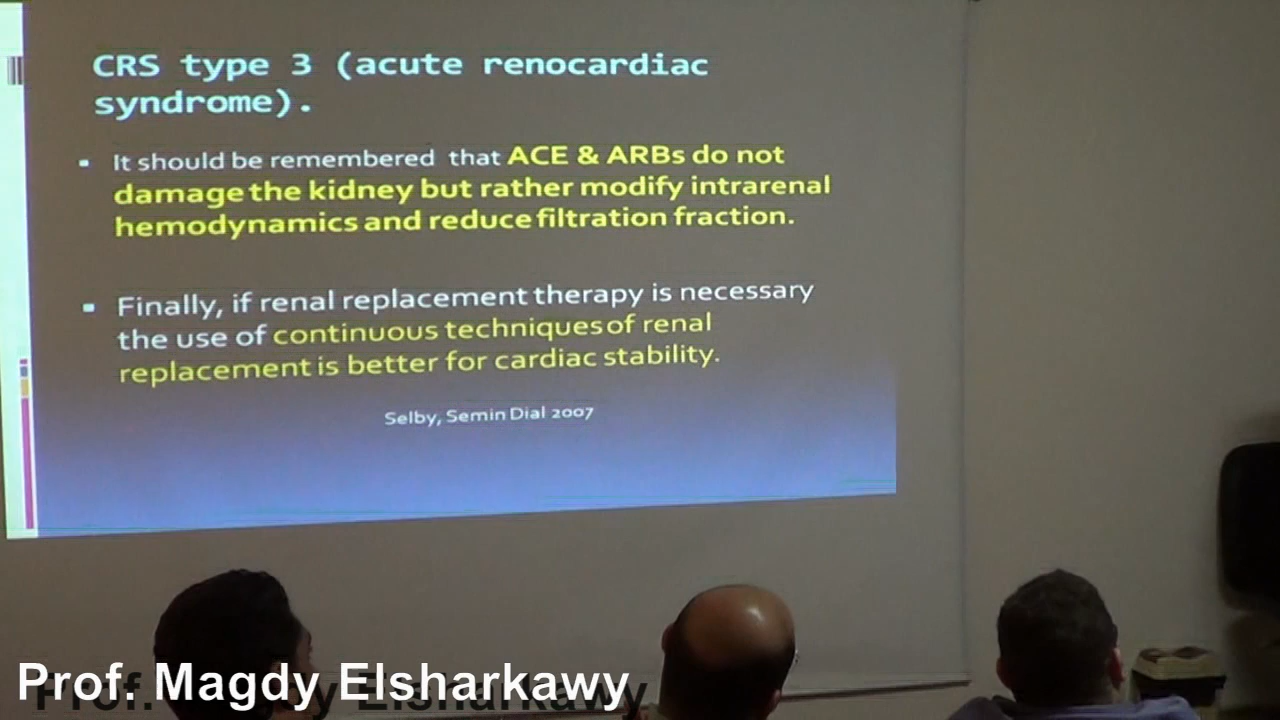 CRS type 3 (acute renocardiac
syndrome).
▪ It should be remembered that ACE & ARBs do not
damage the kidney but rather modify intrarenal
hemodynamics and reduce filtration fraction.
▪ Finally, if renal replacement therapy is necessary
the use of continuous techniques of renal
replacement is better for cardiac stability.
Selby, Semin Dial 2007
Prof. Magdy Elsharkawy